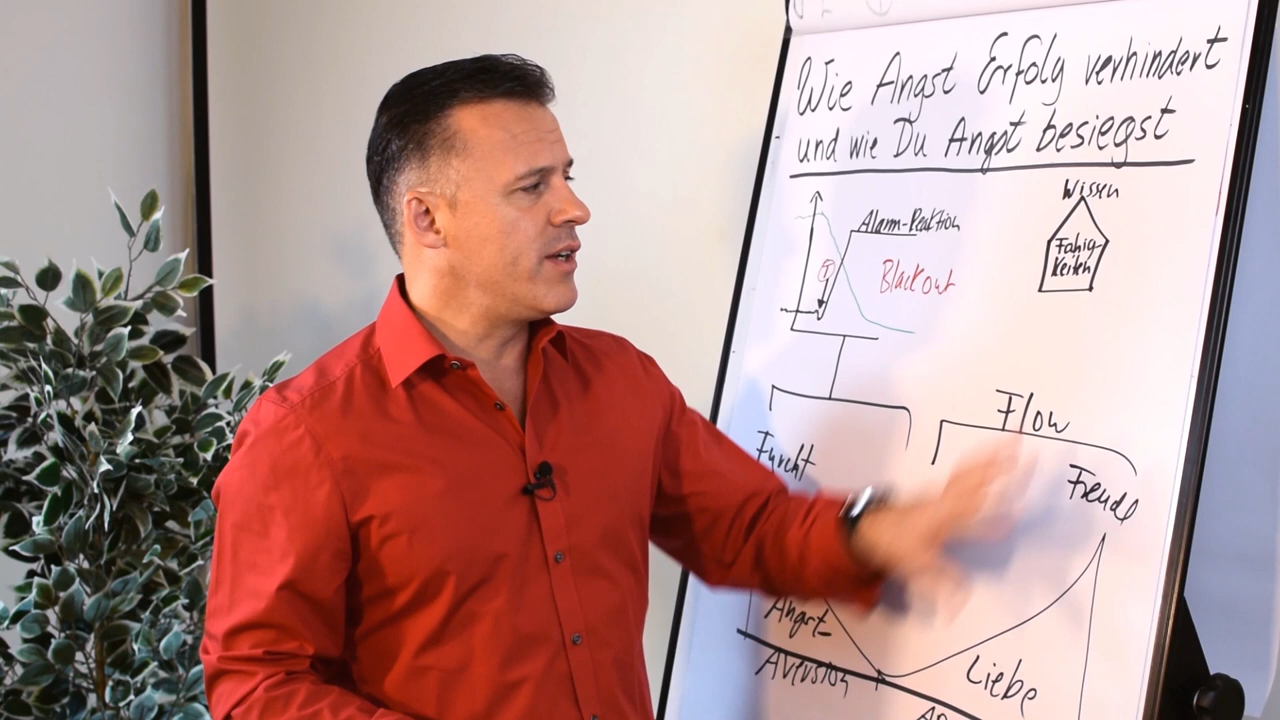 Wie Angst Erfolg verhindert
und wie Du Angst besiegst
Wissen
Alarm-Reaktion
Fähig-
keiten
Blackout
Flow
Furcht
Freude
Angst
Aversion
Liebe